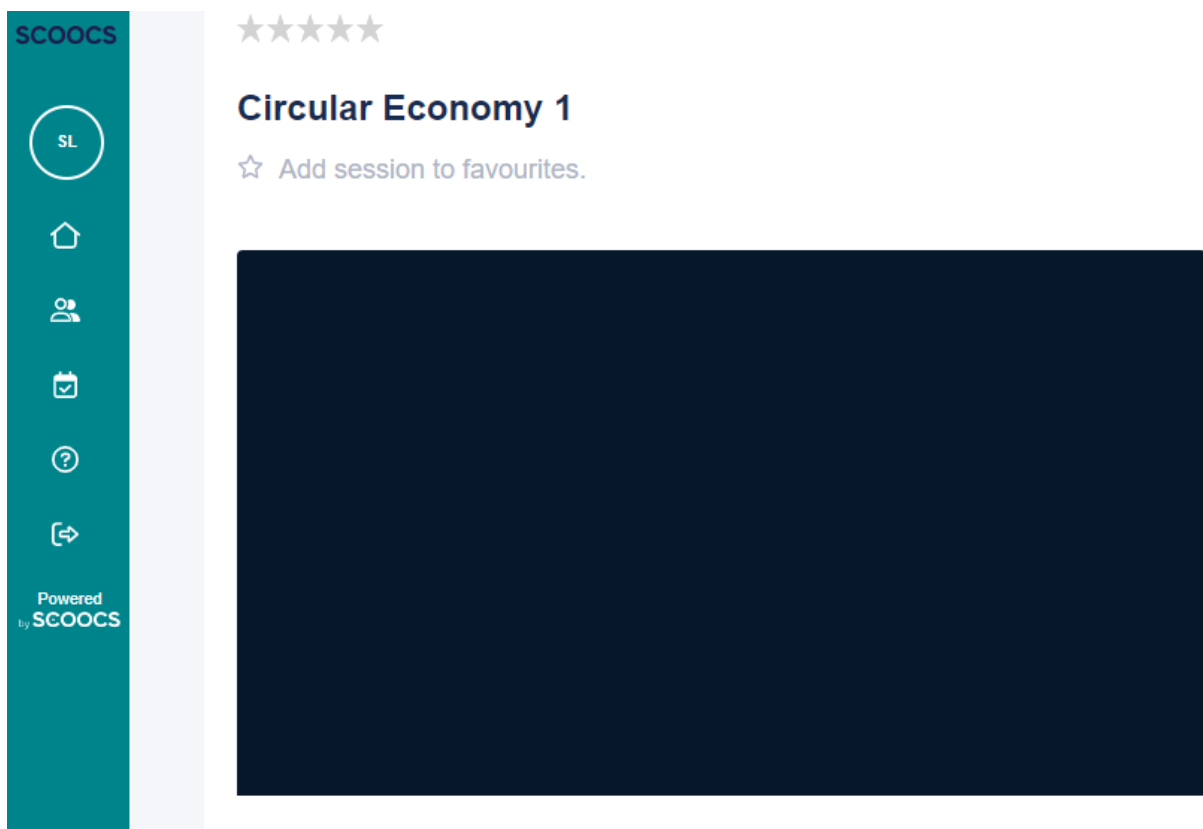 SCOOCS
SL
Powered
by SCOOCS
Circular Economy 1
Add session to favourites.